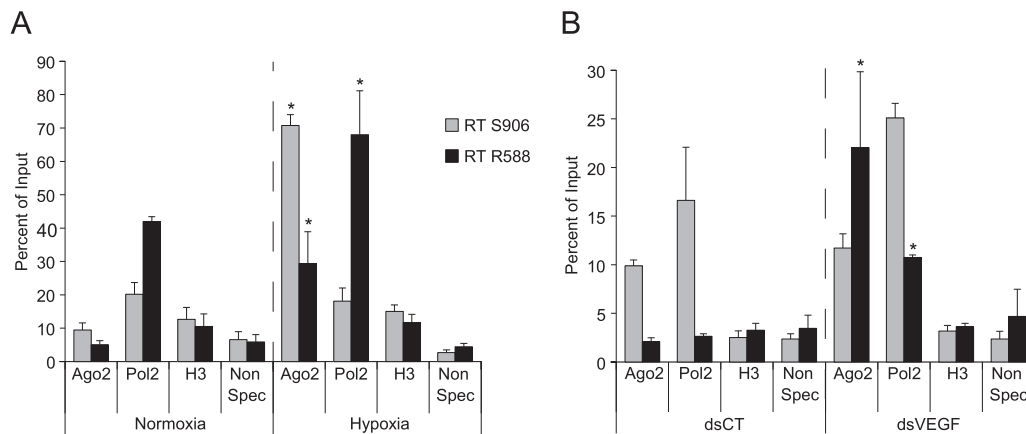 A
B
Percent of Input
90
80
70
60
50
40
30
20
10
0
*
*
*
RT S906
RT R588
Ago2 Pol2 H3 Non Spec Ago2 Pol2 H3 Non Spec
Normoxia Hypoxia
Percent of Input
30
25
20
15
10
5
0
*
*
Ago2 Pol2 H3 Non Spec Ago2 Pol2 H3 Non Spec
dsCT dsVEGF